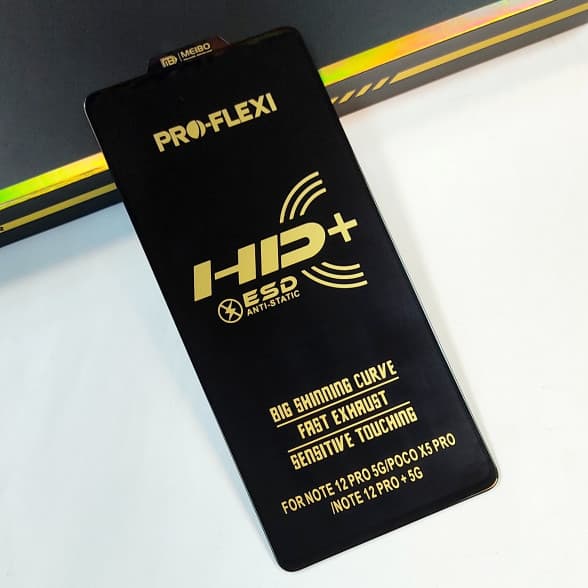 MEIBO
PRO-FLEXI
HD+
ESD
ANTI-STATIC
BIG SHINNING CURVE
FAST EXHAUST
SENSITIVE TOUCHING
FOR NOTE 12 PRO 5G/POCO X5 PRO
/NOTE 12 PRO + 5G